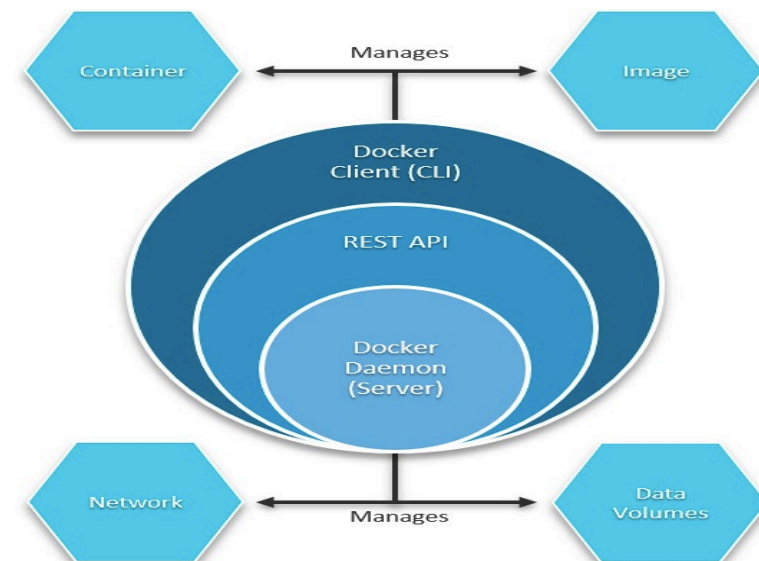 Manages
Container
Image
Docker
Client (CLI)
REST API
Docker
Daemon
(Server)
Network
Manages
Data
Volumes